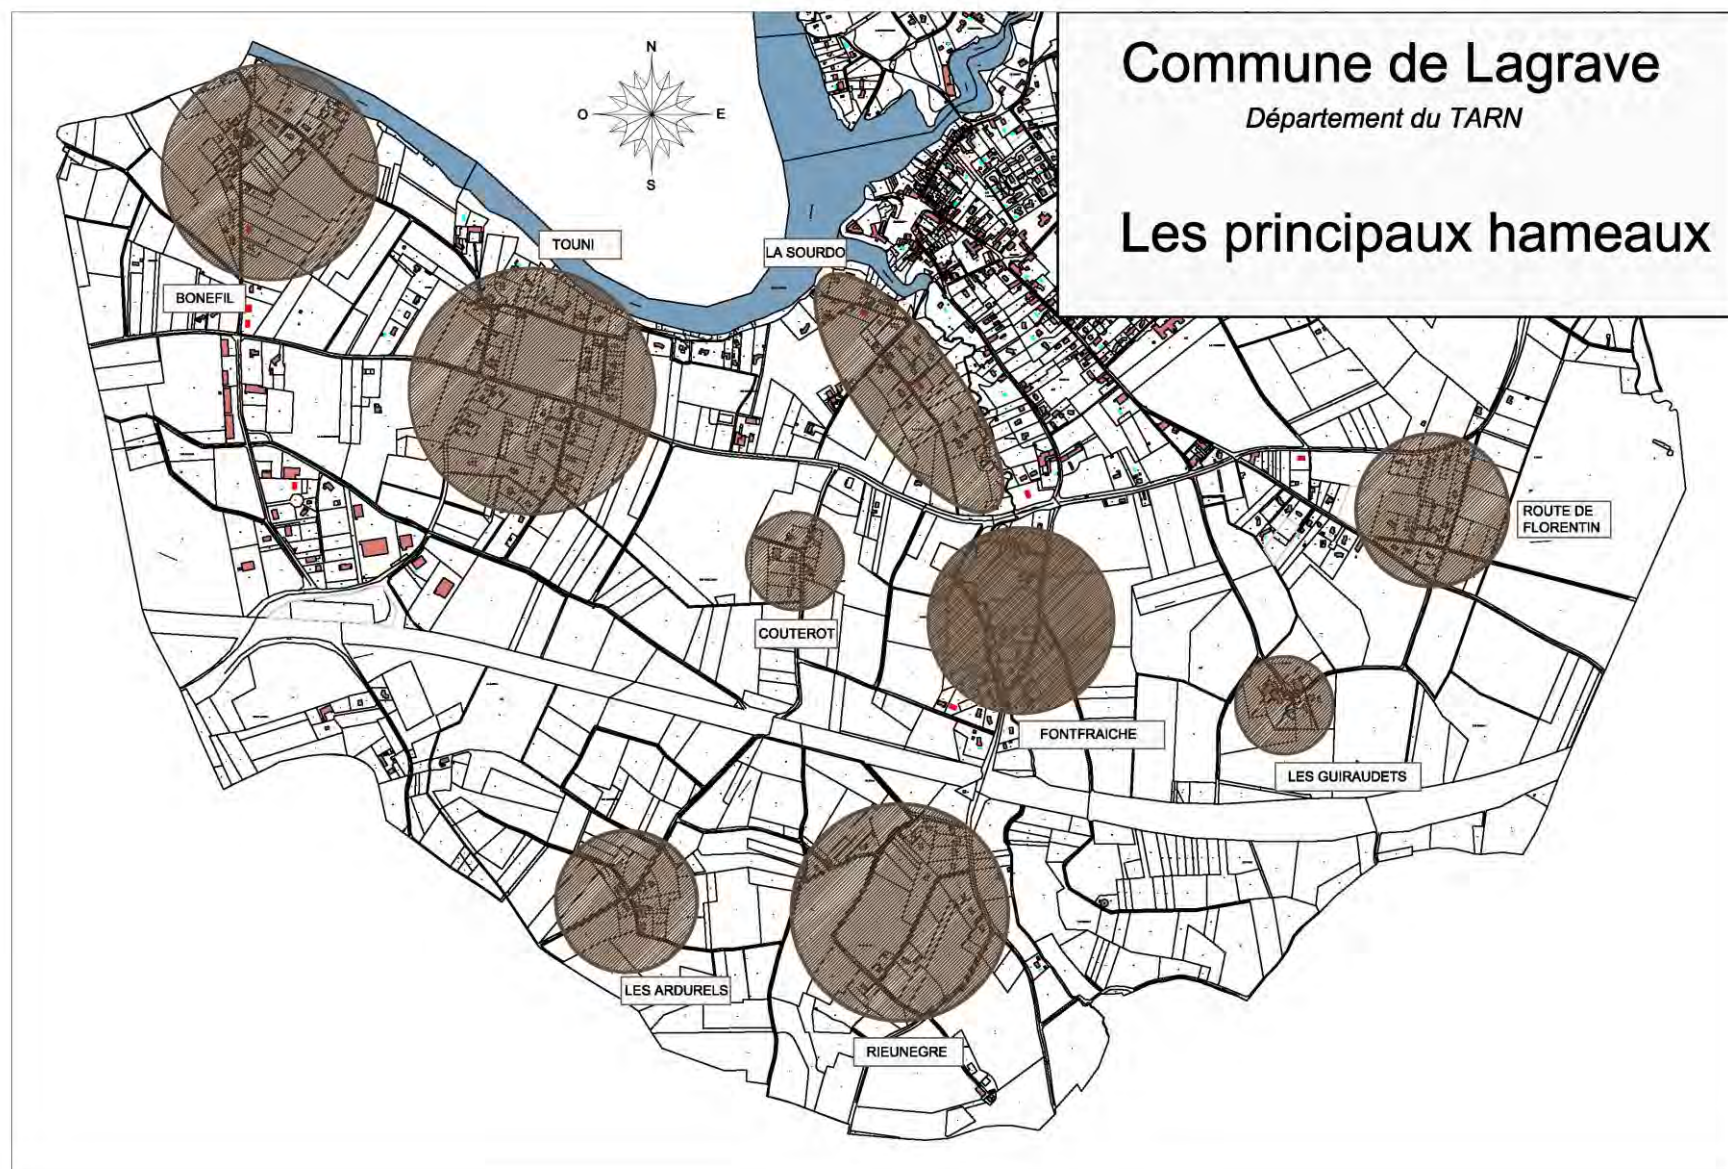 Commune de Lagrave
Département du TARN
Les principaux hameaux
N
O
E
S
TOUNI
LA SOURDO
BONEFIL
ROUTE DE
FLORENTIN
COUTEROT
FONTFRAICHE
LES GUIRAUDETS
LES ARDURELS
RIEUNEGRE